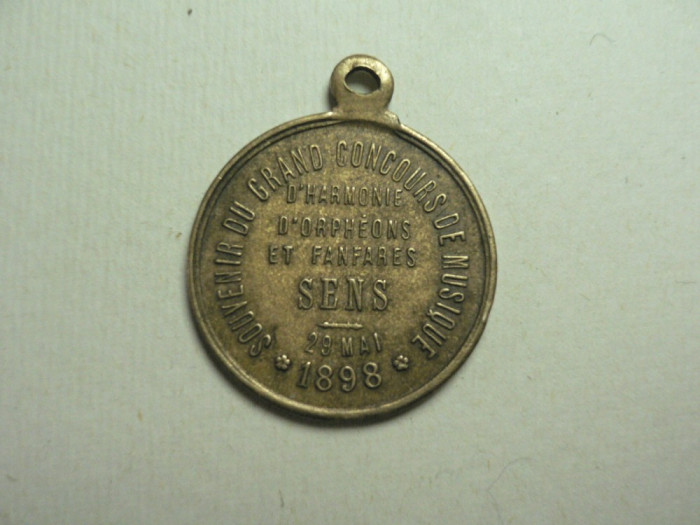 SOUVENIR DU GRAND CONCOURS DE MUSIQUE
D'HARMONIE
D'ORPHÉONS
ET FANFARES
SENS
29 MAI
1898